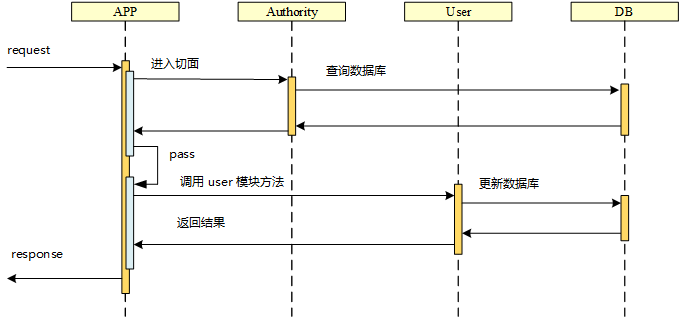 APP
Authority
User
DB
request
进入切面
查询数据库
pass
调用 user 模块方法
更新数据库
返回结果
response